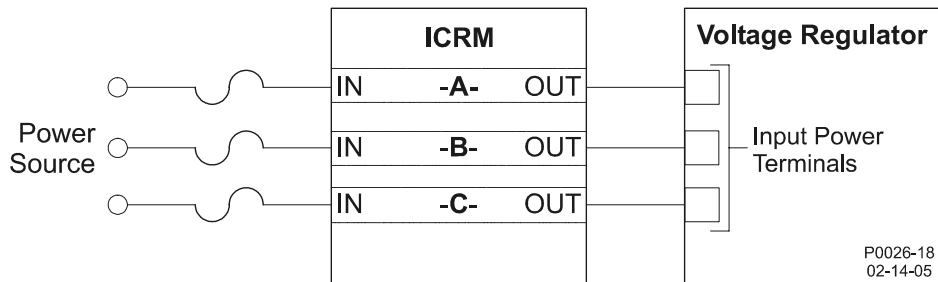 ICRM
Voltage Regulator
IN -A- OUT
Power
Source
IN -B- OUT
Input Power
Terminals
IN -C- OUT
P0026-18
02-14-05